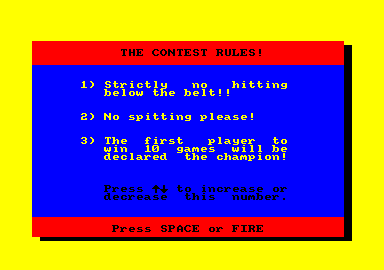 THE CONTEST RULES!
1) Strictly no hitting
below the belt!!
2) No spitting please!
3) The first player to
win 10 games will be
declared the champion!
Press ↑↓ to increase or
decrease this number.
Press SPACE or FIRE